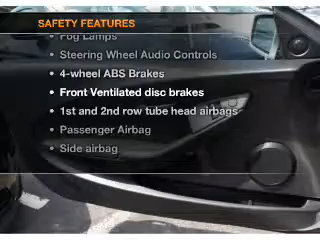 SAFETY FEATURES
• Fog Lamps
• Steering Wheel Audio Controls
• 4-wheel ABS Brakes
• Front Ventilated disc brakes
• 1st and 2nd row tube head airbags
• Passenger Airbag
• Side airbag